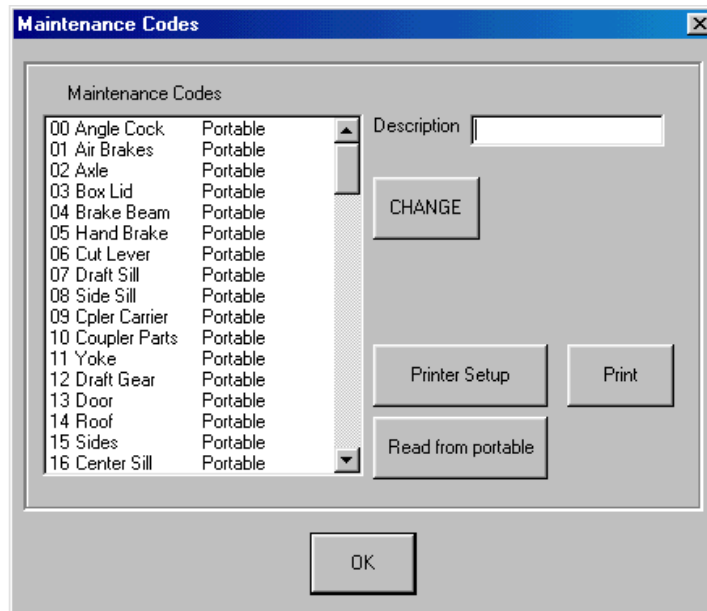 Maintenance Codes
Maintenance Codes
00 Angle Cock Portable
01 Air Brakes Portable
02 Axle Portable
03 Box Lid Portable
04 Brake Beam Portable
05 Hand Brake Portable
06 Cut Lever Portable
07 Draft Sill Portable
08 Side Sill Portable
09 Cpler Carrier Portable
10 Coupler Parts Portable
11 Yoke Portable
12 Draft Gear Portable
13 Door Portable
14 Roof Portable
15 Sides Portable
16 Center Sill Portable
Description
CHANGE
Printer Setup
Print
Read from portable
OK